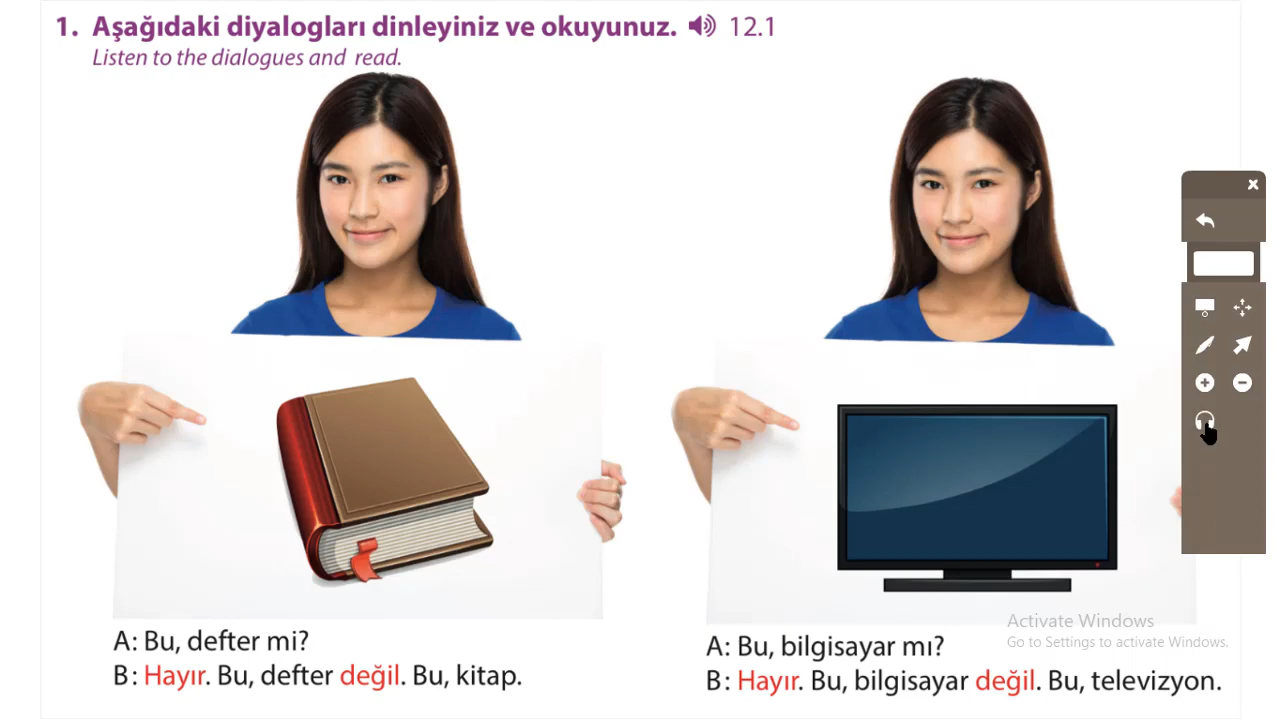 1. Aşağıdaki diyalogları dinleyiniz ve okuyunuz. 12.1
Listen to the dialogues and read.
A: Bu, defter mi?
B: Hayır. Bu, defter değil. Bu, kitap.
A: Bu, bilgisayar mı?
B: Hayır. Bu, bilgisayar değil. Bu, televizyon.
Activate Windows
Go to Settings to activate Windows.